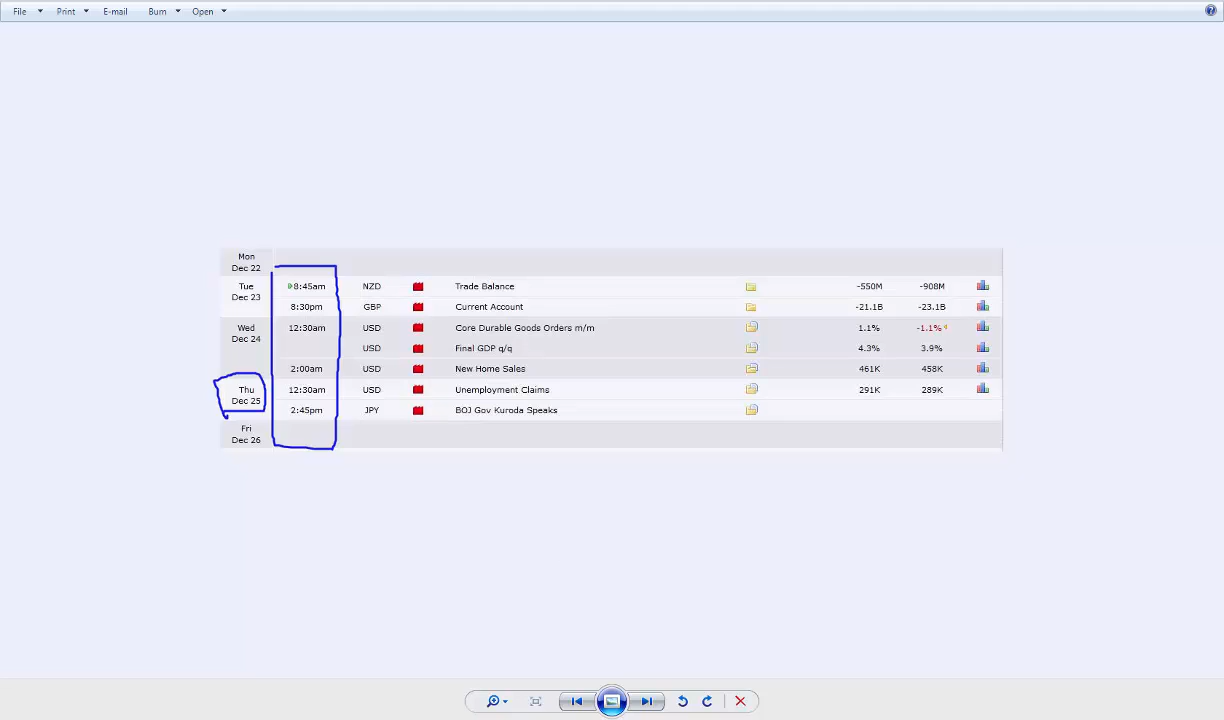 File Print E-mail Burn Open
Mon
Dec 22
Tue
Dec 23
8:45am NZD Trade Balance -550M -908M
8:30pm GBP Current Account -21.1B -23.1B
Wed
Dec 24
12:30am USD Core Durable Goods Orders m/m 1.1% -1.1%
USD Final GDP q/q 4.3% 3.9%
2:00am USD New Home Sales 461K 458K
Thu
Dec 25
12:30am USD Unemployment Claims 291K 289K
2:45pm JPY BOJ Gov Kuroda Speaks
Fri
Dec 26